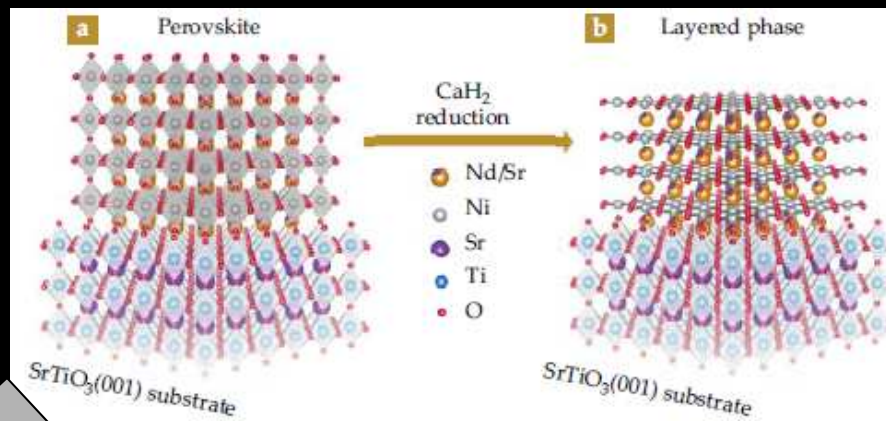 a Perovskite
b Layered phase
CaH2
reduction
Nd/Sr
Ni
Sr
Ti
O
SrTiO3(001) substrate
SrTiO3(001) substrate